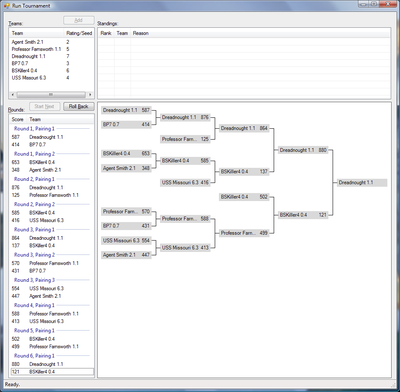 Run Tournament
Teams:
Add
Team Rating/Seed
Agent Smith 2.1 2
Professor Farnsworth 1.1 5
Dreadnought 1.1 7
BP7 0.7 3
BSKiller4 0.4 6
USS Missouri 6.3 4
Standings:
Rank Team Reason
Rounds:
Start Next
Roll Back
Score Team
Round 1, Pairing 1
587 Dreadnought 1.1
414 BP7 0.7
Round 1, Pairing 2
653 BSKiller4 0.4
348 Agent Smith 2.1
Round 2, Pairing 1
876 Dreadnought 1.1
125 Professor Farnsworth 1.1
Round 2, Pairing 2
585 BSKiller4 0.4
416 USS Missouri 6.3
Round 3, Pairing 1
864 Dreadnought 1.1
137 BSKiller4 0.4
Round 3, Pairing 2
570 Professor Farnsworth 1.1
431 BP7 0.7
Round 3, Pairing 3
554 USS Missouri 6.3
447 Agent Smith 2.1
Round 4, Pairing 1
588 Professor Farnsworth 1.1
413 USS Missouri 6.3
Round 5, Pairing 1
502 BSKiller4 0.4
499 Professor Farnsworth 1.1
Round 6, Pairing 1
880 Dreadnought 1.1
121 BSKiller4 0.4
Dreadnought 1.1 587
BP7 0.7 414
Dreadnought 1.1 876
Professor Farn... 125
Dreadnought 1.1 864
BSKiller4 0.4 653
Agent Smith 2.1 348
BSKiller4 0.4 585
USS Missouri 6.3 416
BSKiller4 0.4 137
Dreadnought 1.1 880
Dreadnought 1.1
BSKiller4 0.4 502
BSKiller4 0.4 121
Professor Farn... 570
BP7 0.7 431
Professor Farn... 588
USS Missouri 6.3 554
Agent Smith 2.1 447
USS Missouri 6.3 413
Professor Farn... 499
Ready.